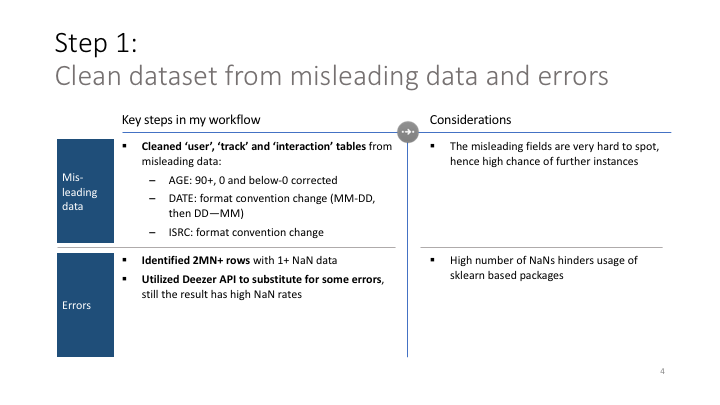 Step 1:
Clean dataset from misleading data and errors
Key steps in my workflow
Considerations
Mis-
leading
data
▪ Cleaned ‘user’, ‘track’ and ‘interaction’ tables from
misleading data:
– AGE: 90+, 0 and below-0 corrected
– DATE: format convention change (MM-DD,
then DD—MM)
– ISRC: format convention change
▪ The misleading fields are very hard to spot,
hence high chance of further instances
Errors
▪ Identified 2MN+ rows with 1+ NaN data
▪ Utilized Deezer API to substitute for some errors,
still the result has high NaN rates
▪ High number of NaNs hinders usage of
sklearn based packages
4